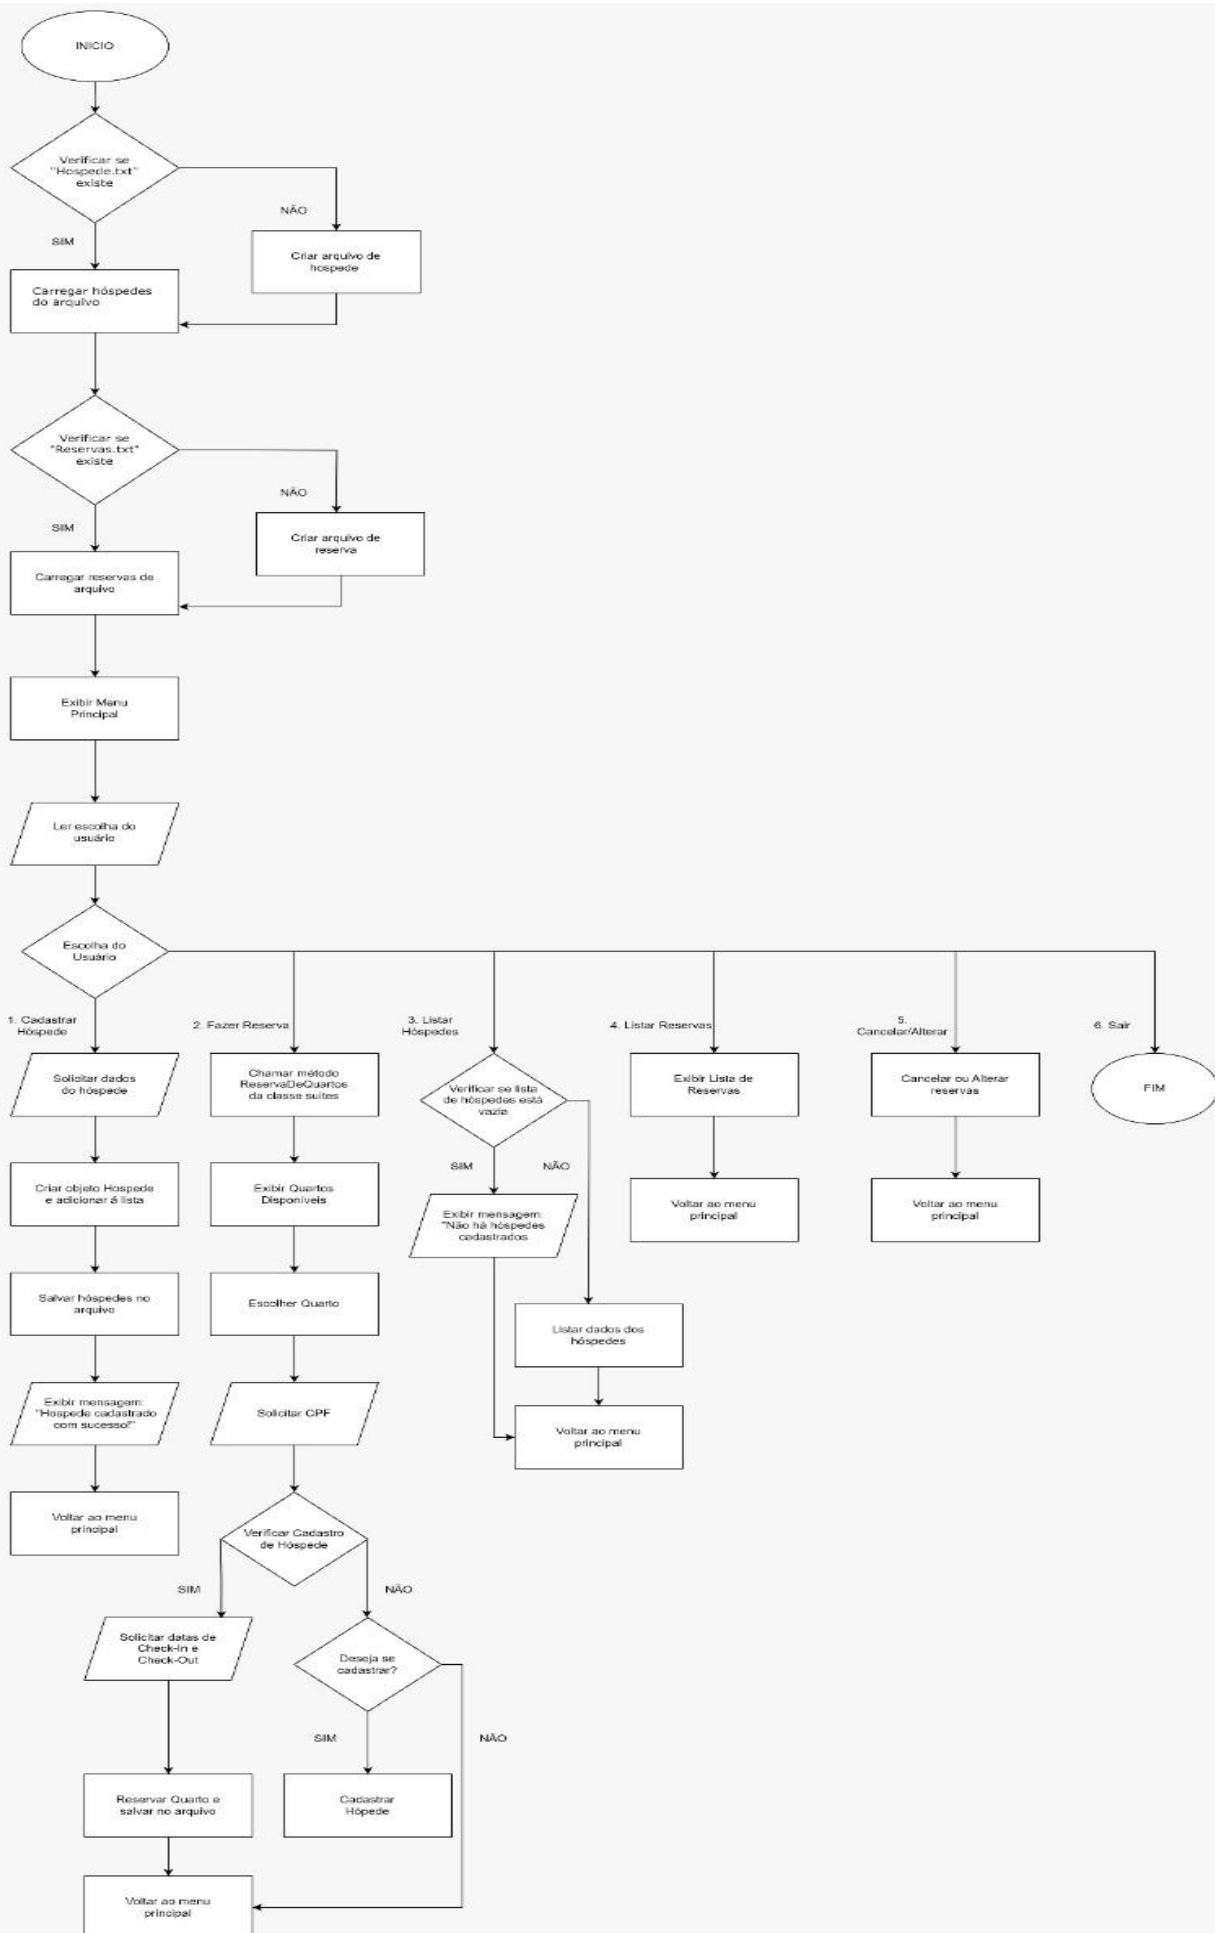 INICIO
Verificar se
"Hospede.txt"
existe
NÃO
SIM
Criar arquivo de
hospede
Carregar hóspedes
do arquivo
Verificar se
"Reservas.txt"
existe
NÃO
SIM
Criar arquivo de
reserva
Carregar reservas de
arquivo
Exibir Menu
Principal
Ler escolha do
usuário
Escolha do
Usuário
1. Cadastrar
Hóspede
2. Fazer Reserva
3. Listar
Hóspedes
4. Listar Reservas
5.
Cancelar/Alterar
6. Sair
Solicitar dados
do hóspede
Chamar método
ReservaDeQuartos
da classe suites
Verificar se lista
de hóspedes está
vazia
Exibir Lista de
Reservas
Cancelar ou Alterar
reservas
FIM
SIM
NÃO
Criar objeto Hospede
e adicionar á lista
Exibir Quartos
Disponíveis
Exibir mensagem:
"Não há hóspedes
cadastrados
Voltar ao menu
principal
Voltar ao menu
principal
Salvar hóspedes no
arquivo
Escolher Quarto
Listar dados dos
hóspedes
Exibir mensagem:
"Hospede cadastrado
com sucesso!"
Solicitar CPF
Voltar ao menu
principal
Voltar ao menu
principal
Verificar Cadastro
de Hóspede
SIM
NÃO
Solicitar datas de
Check-In e
Check-Out
Deseja se
cadastrar?
SIM
NÃO
Reservar Quarto e
salvar no arquivo
Cadastrar
Hópede
Voltar ao menu
principal